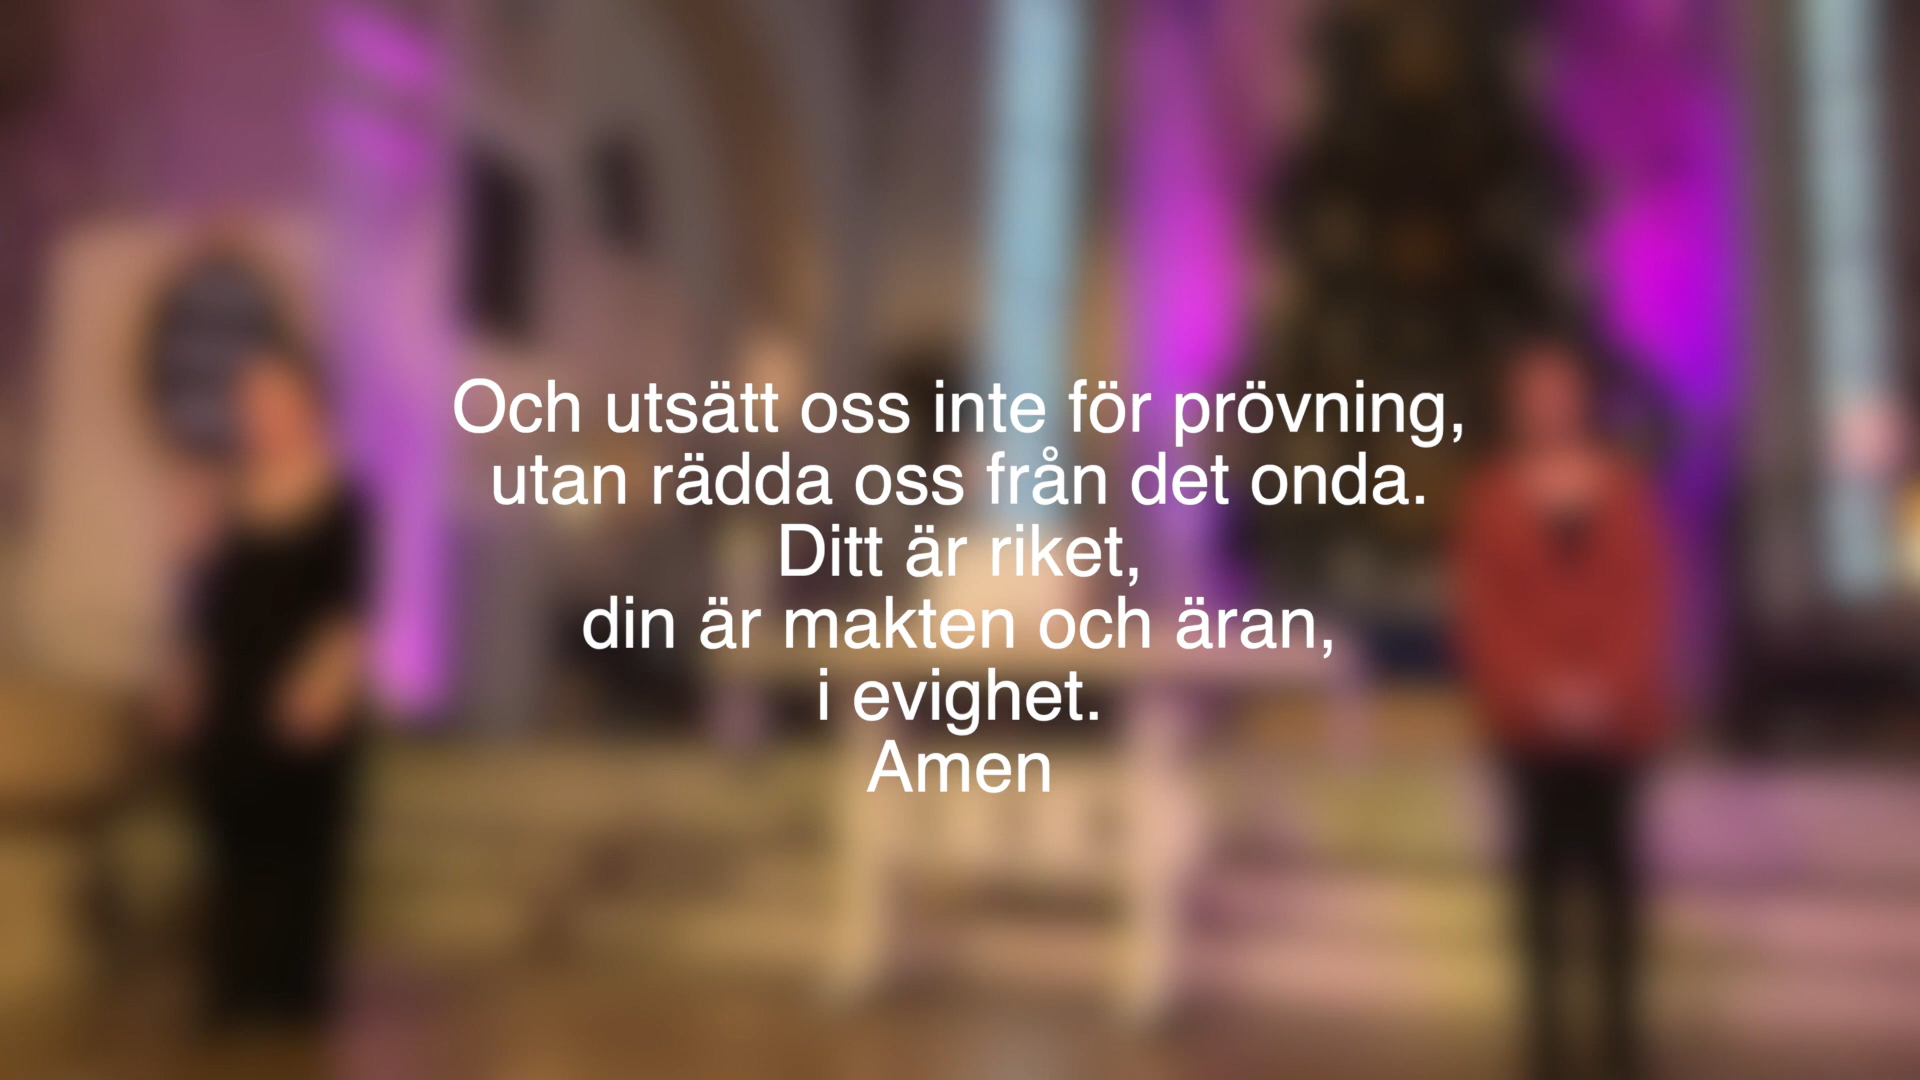 Och utsätt oss inte för prövning,
utan rädda oss från det onda.
Ditt är riket,
din är makten och äran,
i evighet.
Amen